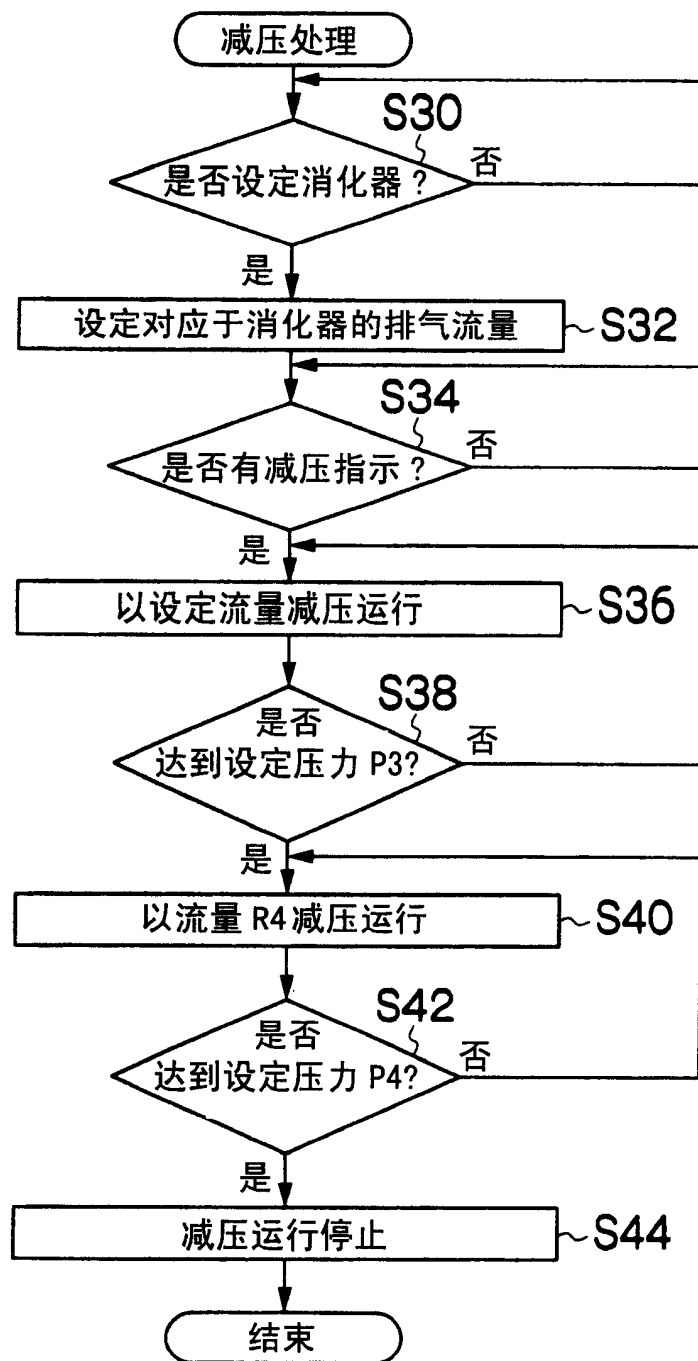 减压处理
S30
是否设定消化器?
否
是
设定对应于消化器的排气流量
S32
S34
是否有减压指示?
否
是
以设定流量减压运行
S36
S38
是否
达到设定压力 P3?
否
是
以流量 R4减压运行
S40
S42
是否
达到设定压力 P4?
否
是
减压运行停止
S44
结束